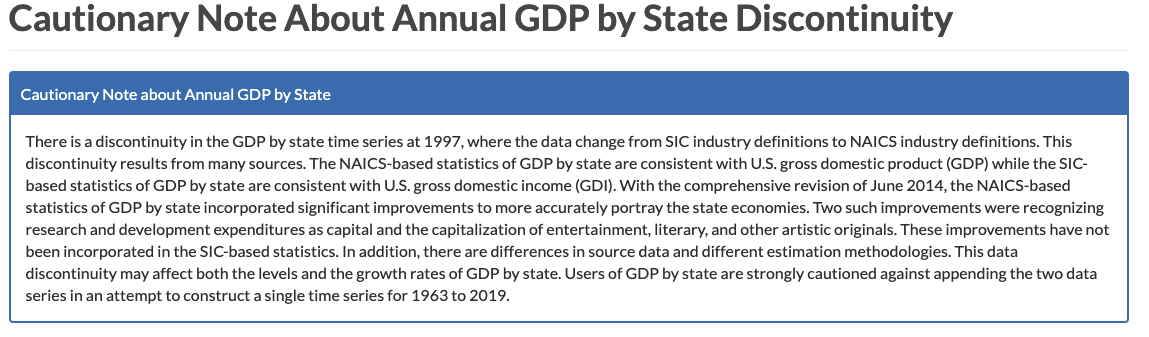 Cautionary Note About Annual GDP by State Discontinuity
Cautionary Note about Annual GDP by State
There is a discontinuity in the GDP by state time series at 1997, where the data change from SIC industry definitions to NAICS industry definitions. This
discontinuity results from many sources. The NAICS-based statistics of GDP by state are consistent with U.S. gross domestic product (GDP) while the SIC-
based statistics of GDP by state are consistent with U.S. gross domestic income (GDI). With the comprehensive revision of June 2014, the NAICS-based
statistics of GDP by state incorporated significant improvements to more accurately portray the state economies. Two such improvements were recognizing
research and development expenditures as capital and the capitalization of entertainment, literary, and other artistic originals. These improvements have not
been incorporated in the SIC-based statistics. In addition, there are differences in source data and different estimation methodologies. This data
discontinuity may affect both the levels and the growth rates of GDP by state. Users of GDP by state are strongly cautioned against appending the two data
series in an attempt to construct a single time series for 1963 to 2019.